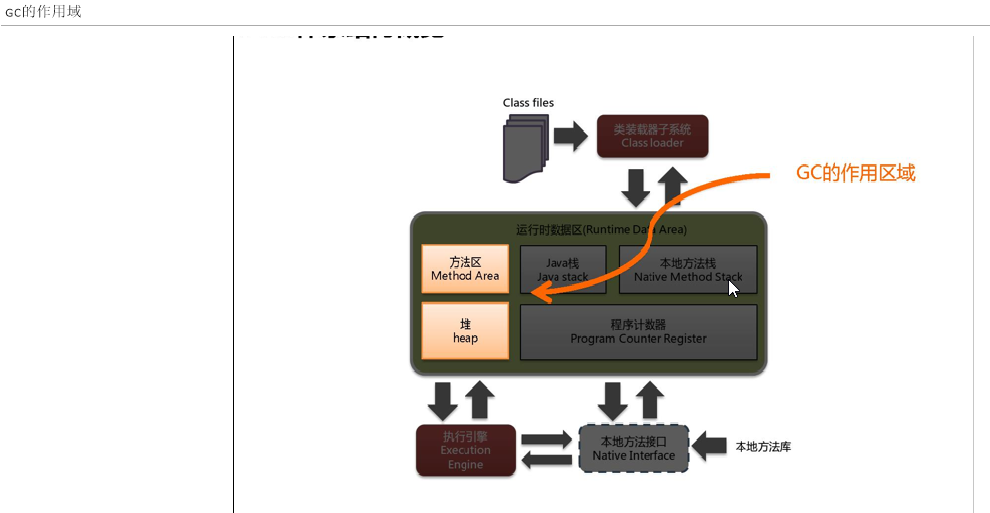 GC的作用域
Class files
类装载器子系统
Class loader
GC的作用区域
运行时数据区(Runtime Data Area)
方法区
Method Area
Java栈
Java stack
本地方法栈
Native Method Stack
堆
heap
程序计数器
Program Counter Register
执行引擎
Execution
Engine
本地方法接口
Native Interface
本地方法库